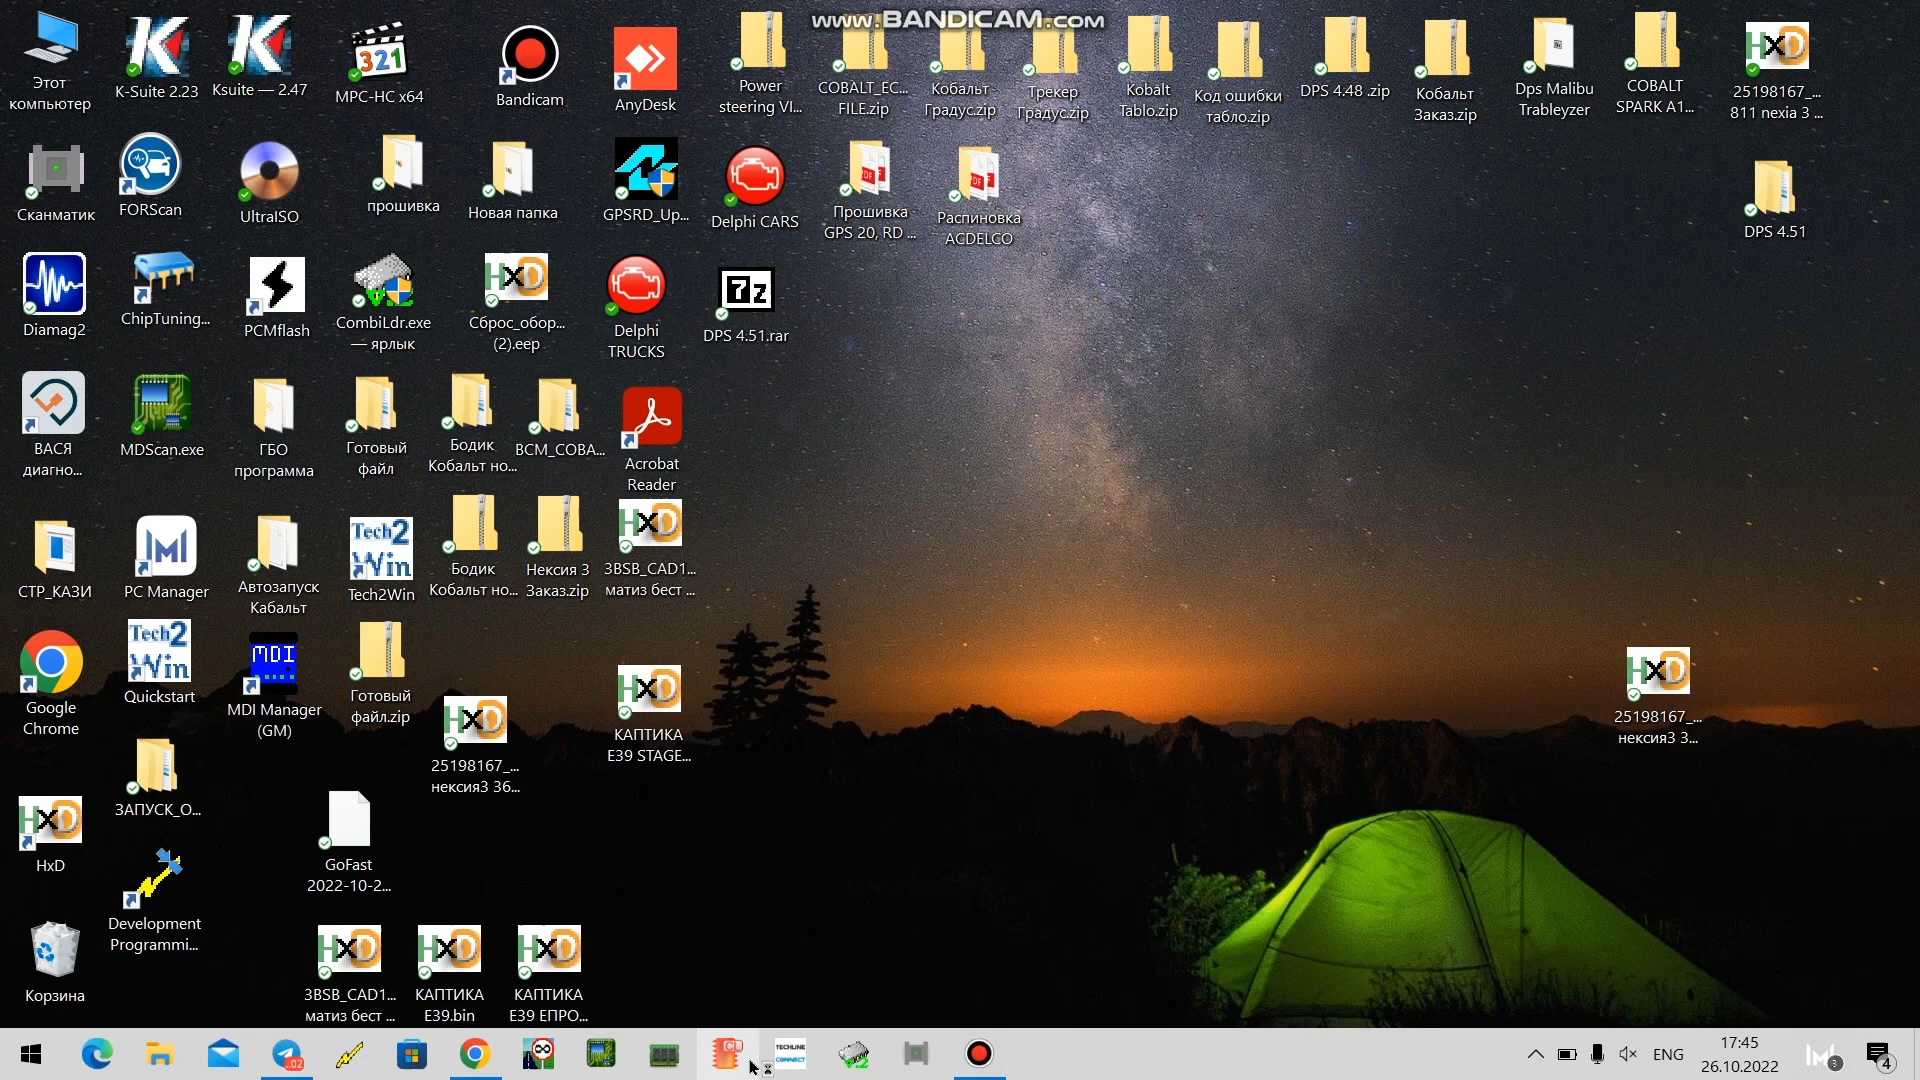 www.BANDICAM.com
Этот
компьютер
K-Suite 2.23
Ksuite — 2.47
MPC-HC x64
Bandicam
AnyDesk
Power
steering VI...
COBALT_EC...
FILE.zip
Кобальт
Градус.zip
Трекер
Градус.zip
Kobalt
Tablo.zip
Код ошибки
табло.zip
DPS 4.48 .zip
Кобальт
Заказ.zip
Dps Malibu
Trableyzer
COBALT
SPARK A1...
25198167_...
811 nexia 3 ...
Сканматик
FORScan
UltraISO
прошивка
Новая папка
GPSRD_Up...
Delphi CARS
Прошивка
GPS 20, RD ...
Распиновка
ACDELCO
DPS 4.51
Diamag2
ChipTuning...
PCMflash
CombiLdr.exe
— ярлык
Сброс_обор...
(2).eep
Delphi
TRUCKS
DPS 4.51.rar
ВАСЯ
диагно...
MDScan.exe
ГБО
программа
Готовый
файл
Бодик
Кобальт но...
BCM_COBA...
Acrobat
Reader
СТР_КАЗИ
PC Manager
Автозапуск
Кабальт
Tech2Win
Бодик
Кобальт но...
Нексия 3
Заказ.zip
3BSB_CAD1...
матиз бест ...
Google
Chrome
Quickstart
MDI Manager
(GM)
Готовый
файл.zip
25198167_...
нексия3 36...
КАПТИКА
E39 STAGE...
25198167_...
нексия3 3...
HxD
ЗАПУСК_О...
GoFast
2022-10-2...
Корзина
Development
Programmi...
3BSB_CAD1...
матиз бест ...
КАПТИКА
E39.bin
КАПТИКА
E39 ЕПРО...
ENG
17:45
26.10.2022